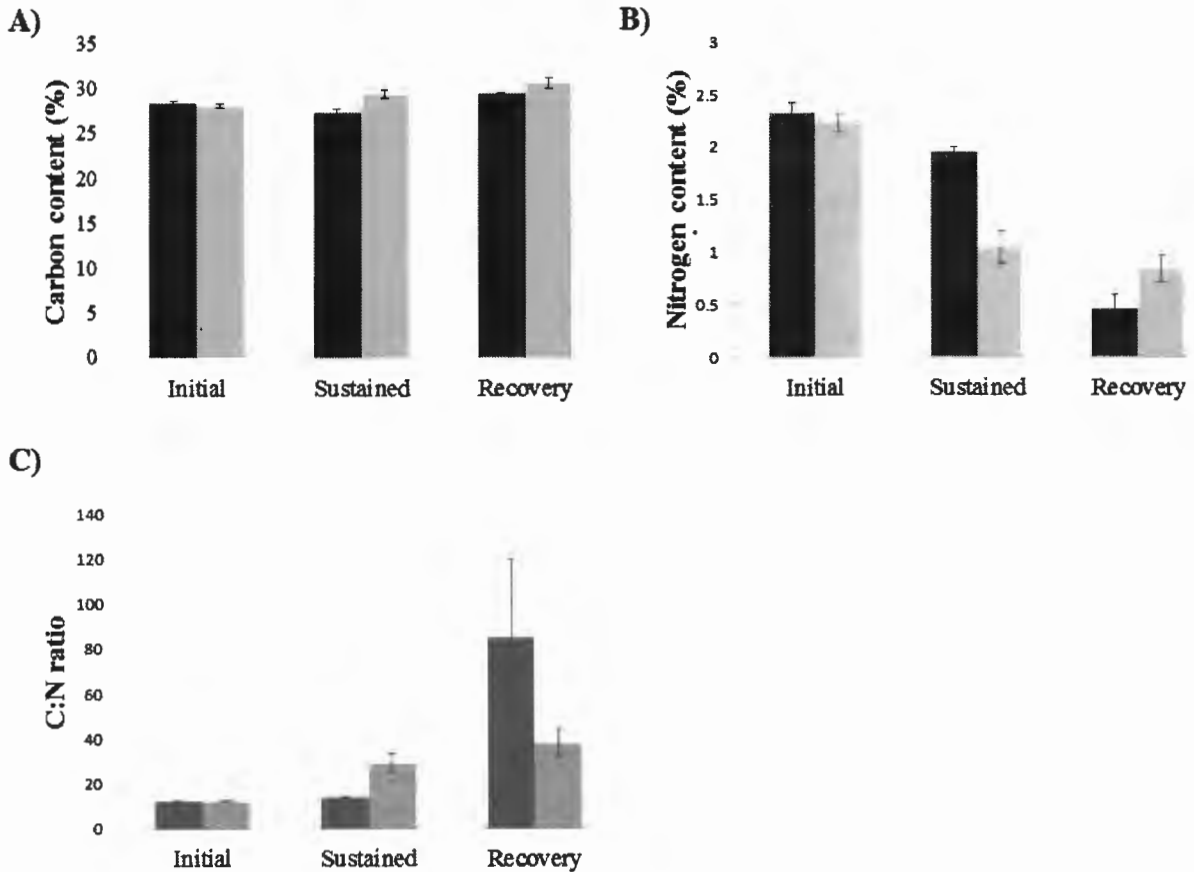 A)
Carbon content (%)
35
30
25
20
15
10
5
0
Initial Sustained Recovery
B)
Nitrogen content (%)
3
2.5
2
1.5
1
0.5
0
Initial Sustained Recovery
C)
C:N ratio
140
120
100
80
60
40
20
0
Initial Sustained Recovery